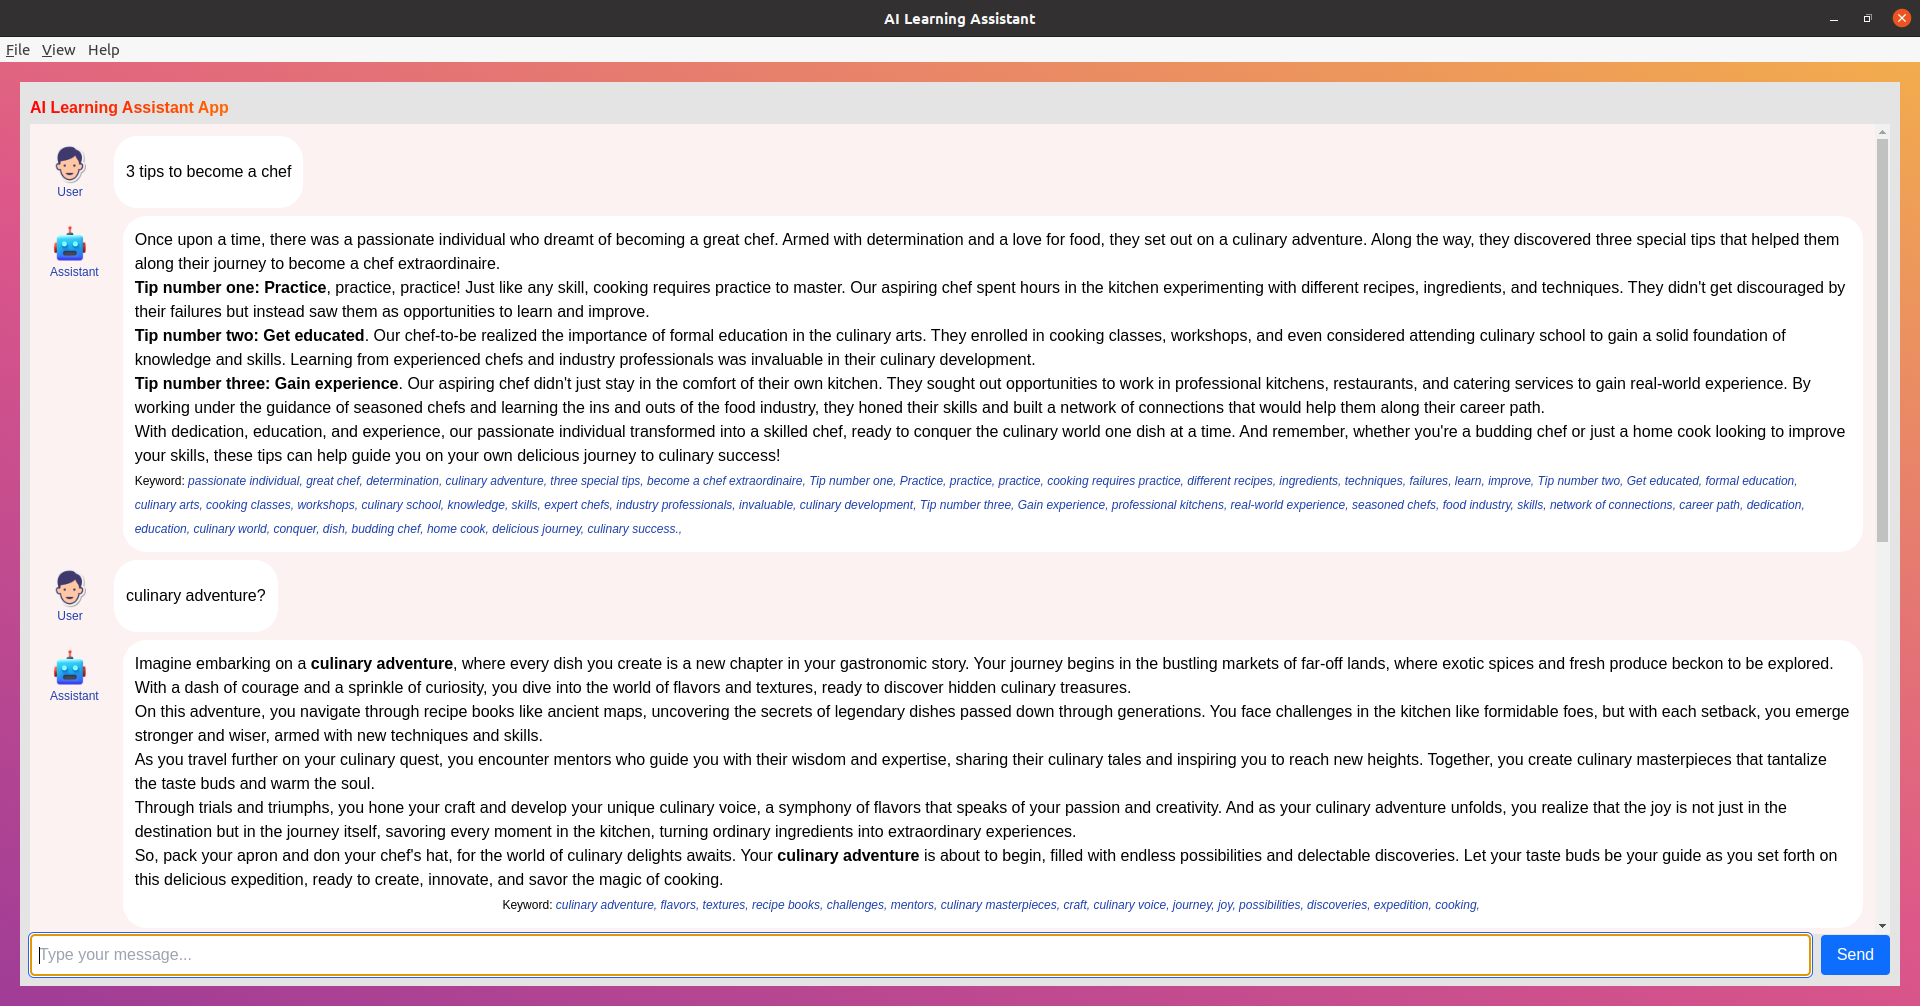 AI Learning Assistant
File View Help
AI Learning Assistant App
3 tips to become a chef
User
Once upon a time, there was a passionate individual who dreamt of becoming a great chef. Armed with determination and a love for food, they set out on a culinary adventure. Along the way, they discovered three special tips that helped them
along their journey to become a chef extraordinaire.
Assistant
Tip number one: Practice, practice, practice! Just like any skill, cooking requires practice to master. Our aspiring chef spent hours in the kitchen experimenting with different recipes, ingredients, and techniques. They didn't get discouraged by
their failures but instead saw them as opportunities to learn and improve.
Tip number two: Get educated. Our chef-to-be realized the importance of formal education in the culinary arts. They enrolled in cooking classes, workshops, and even considered attending culinary school to gain a solid foundation of
knowledge and skills. Learning from experienced chefs and industry professionals was invaluable in their culinary development.
Tip number three: Gain experience. Our aspiring chef didn't just stay in the comfort of their own kitchen. They sought out opportunities to work in professional kitchens, restaurants, and catering services to gain real-world experience. By
working under the guidance of seasoned chefs and learning the ins and outs of the food industry, they honed their skills and built a network of connections that would help them along their career path.
With dedication, education, and experience, our passionate individual transformed into a skilled chef, ready to conquer the culinary world one dish at a time. And remember, whether you're a budding chef or just a home cook looking to improve
your skills, these tips can help guide you on your own delicious journey to culinary success!
Keyword: passionate individual, great chef, determination, culinary adventure, three special tips, become a chef extraordinaire, Tip number one, Practice, practice, practice, cooking requires practice, different recipes, ingredients, techniques, failures, learn, improve, Tip number two, Get educated, formal education,
culinary arts, cooking classes, workshops, culinary school, knowledge, skills, expert chefs, industry professionals, invaluable, culinary development, Tip number three, Gain experience, professional kitchens, real-world experience, seasoned chefs, food industry, skills, network of connections, career path, dedication,
education, culinary world, conquer, dish, budding chef, home cook, delicious journey, culinary success.,
culinary adventure?
User
Imagine embarking on a culinary adventure, where every dish you create is a new chapter in your gastronomic story. Your journey begins in the bustling markets of far-off lands, where exotic spices and fresh produce beckon to be explored.
With a dash of courage and a sprinkle of curiosity, you dive into the world of flavors and textures, ready to discover hidden culinary treasures.
Assistant
On this adventure, you navigate through recipe books like ancient maps, uncovering the secrets of legendary dishes passed down through generations. You face challenges in the kitchen like formidable foes, but with each setback, you emerge
stronger and wiser, armed with new techniques and skills.
As you travel further on your culinary quest, you encounter mentors who guide you with their wisdom and expertise, sharing their culinary tales and inspiring you to reach new heights. Together, you create culinary masterpieces that tantalize
the taste buds and warm the soul.
Through trials and triumphs, you hone your craft and develop your unique culinary voice, a symphony of flavors that speaks of your passion and creativity. And as your culinary adventure unfolds, you realize that the joy is not just in the
destination but in the journey itself, savoring every moment in the kitchen, turning ordinary ingredients into extraordinary experiences.
So, pack your apron and don your chef's hat, for the world of culinary delights awaits. Your culinary adventure is about to begin, filled with endless possibilities and delectable discoveries. Let your taste buds be your guide as you set forth on
this delicious expedition, ready to create, innovate, and savor the magic of cooking.
Keyword: culinary adventure, flavors, textures, recipe books, challenges, mentors, culinary masterpieces, craft, culinary voice, journey, joy, possibilities, discoveries, expedition, cooking,
Type your message...
Send